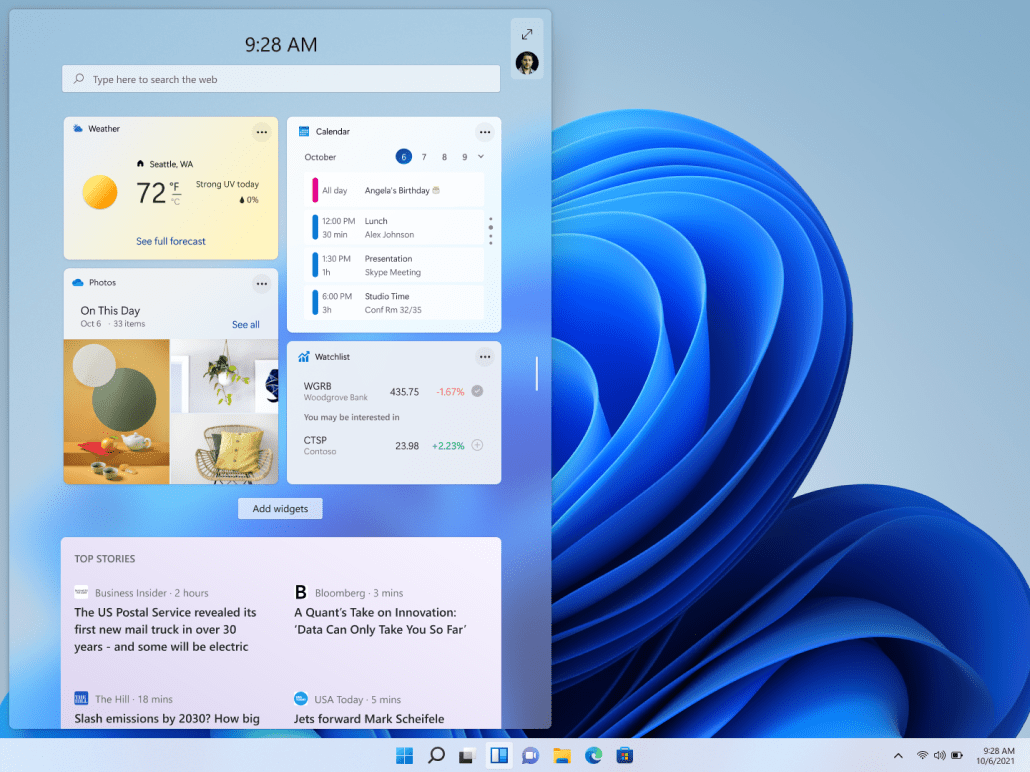 9:28 AM
Type here to search the web
Weather
Seattle, WA
72 °F
°C
Strong UV today
0%
See full forecast
Calendar
October 6 7 8 9
All day Angela's Birthday
12:00 PM Lunch
30 min Alex Johnson
1:30 PM Presentation
1h Skype Meeting
6:00 PM Studio Time
3h Conf Rm 32/35
Photos
On This Day
Oct 6 · 33 items
See all
Watchlist
WGRB 435.75 -1.67%
Woodgrove Bank
You may be interested in
CTSP 23.98 +2.23%
Contoso
Add widgets
TOP STORIES
Business Insider · 2 hours
The US Postal Service revealed its
first new mail truck in over 30
years - and some will be electric
B Bloomberg · 3 mins
A Quant's Take on Innovation:
‘Data Can Only Take You So Far’
The Hill · 18 mins
Slash emissions by 2030? How big
USA Today · 5 mins
Jets forward Mark Scheifele
9:28 AM
10/6/2021